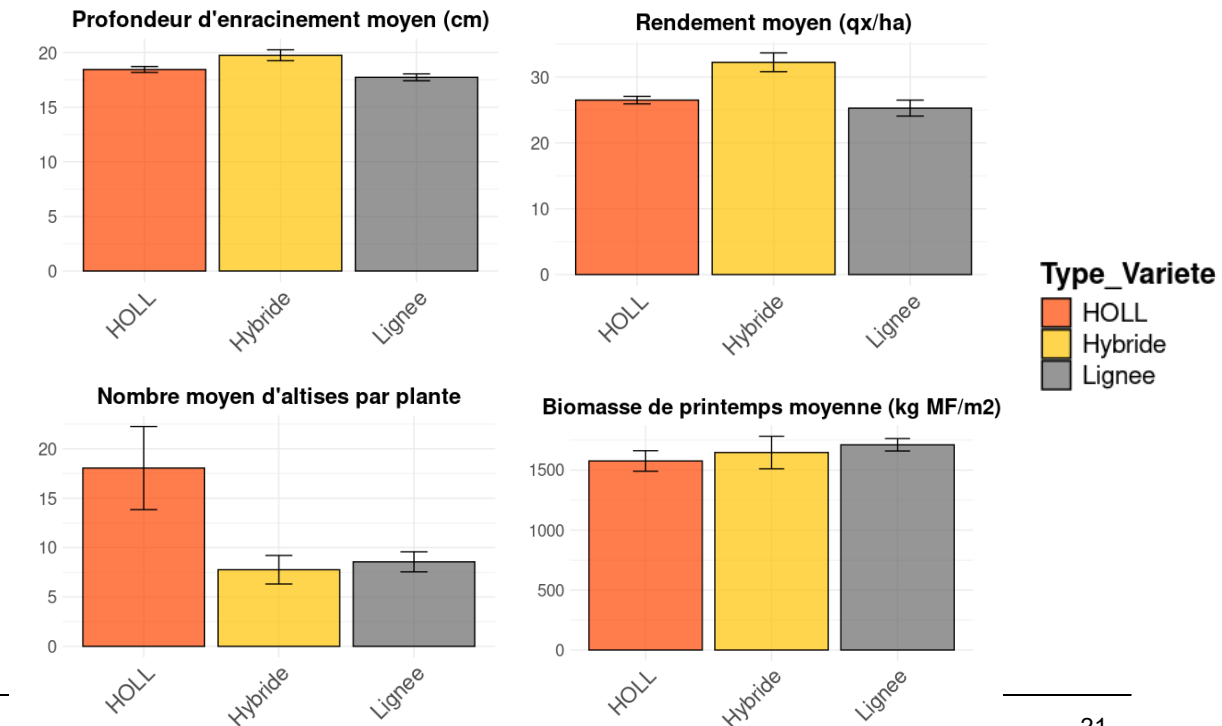 Profondeur d'enracinement moyen (cm)
20
15
10
5
0
HOLL
Hybride
Lignee
Rendement moyen (qx/ha)
30
20
10
0
HOLL
Hybride
Lignee
Type_Variete
HOLL
Hybride
Lignee
Nombre moyen d'altises par plante
20
15
10
5
0
HOLL
Hybride
Lignee
Biomasse de printemps moyenne (kg MF/m2)
1500
1000
500
0
HOLL
Hybride
Lignee
21